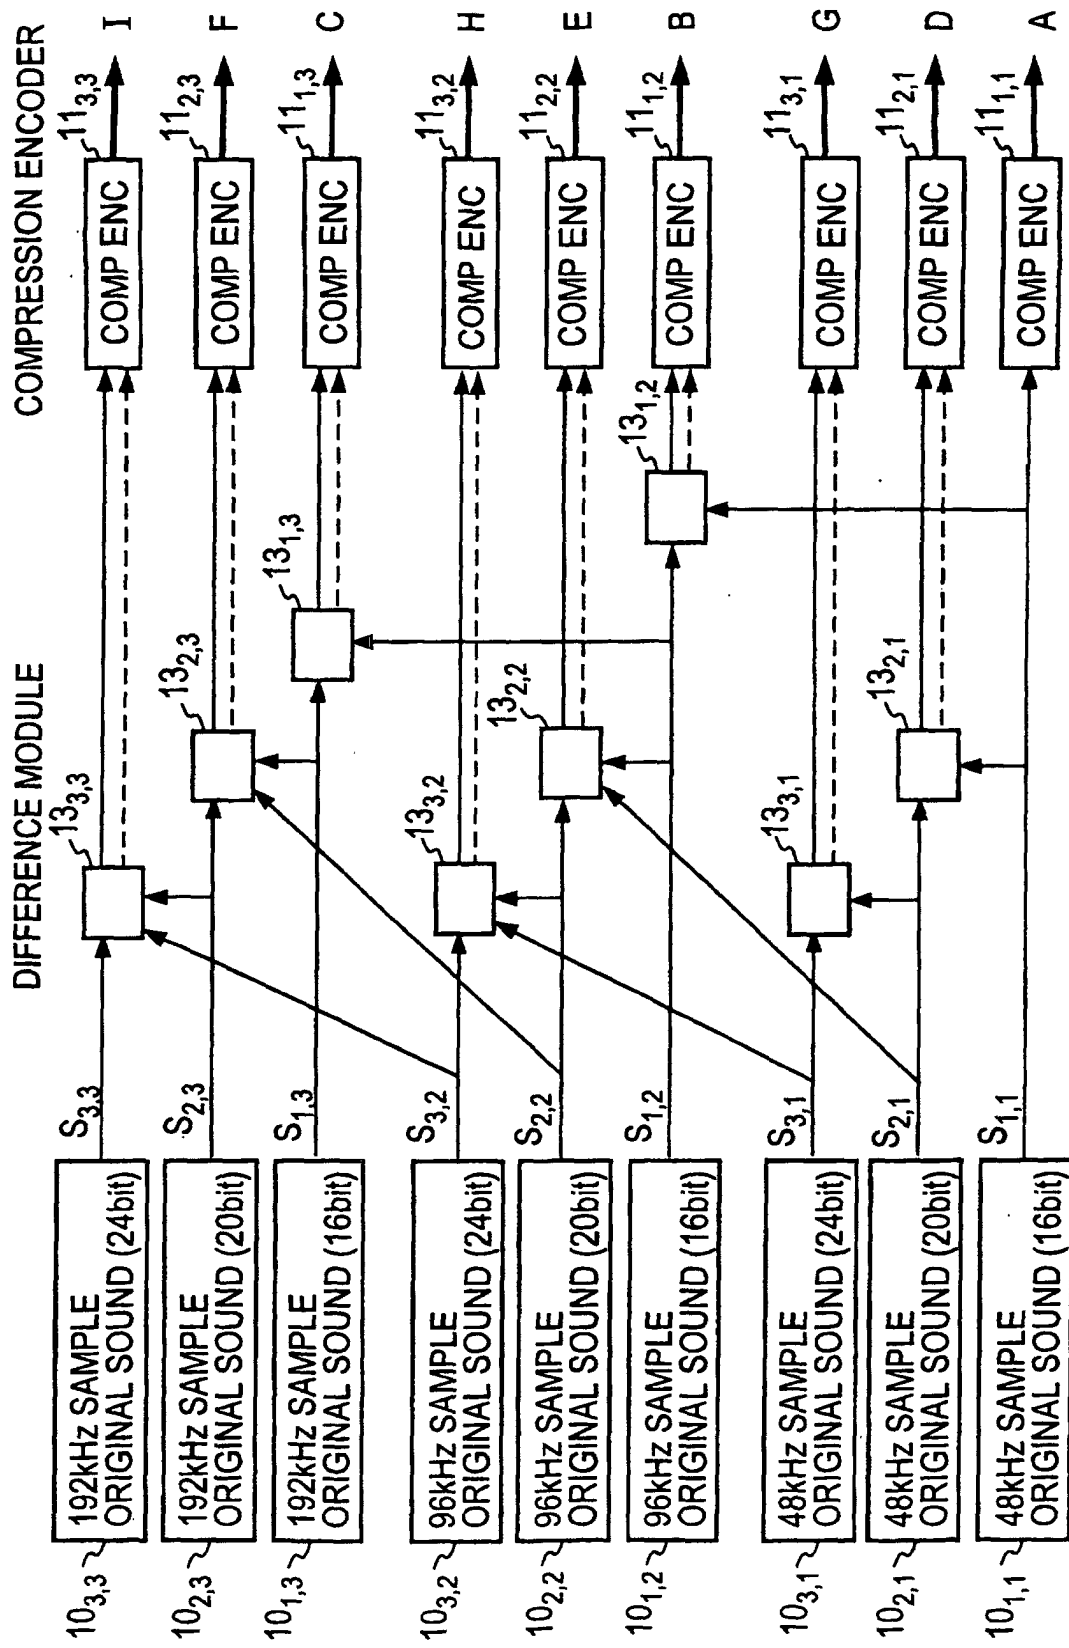 COMPRESSION ENCODER
DIFFERENCE MODULE
10₃,₃
192kHz SAMPLE
ORIGINAL SOUND (24bit)
S₃,₃
13₃,₃
COMP ENC
11₃,₃
I
10₂,₃
192kHz SAMPLE
ORIGINAL SOUND (20bit)
S₂,₃
13₂,₃
COMP ENC
11₂,₃
F
10₁,₃
192kHz SAMPLE
ORIGINAL SOUND (16bit)
S₁,₃
13₁,₃
COMP ENC
11₁,₃
C
10₃,₂
96kHz SAMPLE
ORIGINAL SOUND (24bit)
S₃,₂
13₃,₂
COMP ENC
11₃,₂
H
10₂,₂
96kHz SAMPLE
ORIGINAL SOUND (20bit)
S₂,₂
13₂,₂
COMP ENC
11₂,₂
E
10₁,₂
96kHz SAMPLE
ORIGINAL SOUND (16bit)
S₁,₂
13₁,₂
COMP ENC
11₁,₂
B
10₃,₁
48kHz SAMPLE
ORIGINAL SOUND (24bit)
S₃,₁
13₃,₁
COMP ENC
11₃,₁
G
10₂,₁
48kHz SAMPLE
ORIGINAL SOUND (20bit)
S₂,₁
13₂,₁
COMP ENC
11₂,₁
D
10₁,₁
48kHz SAMPLE
ORIGINAL SOUND (16bit)
S₁,₁
COMP ENC
11₁,₁
A